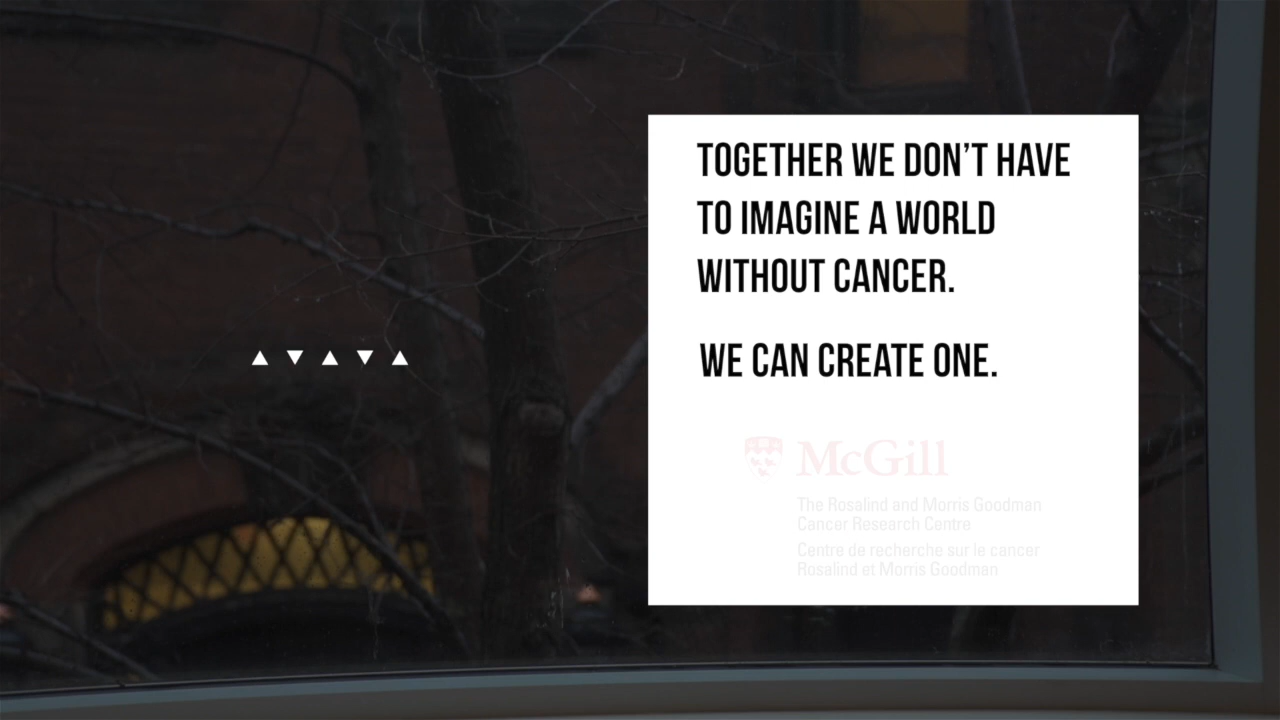 TOGETHER WE DON'T HAVE
TO IMAGINE A WORLD
WITHOUT CANCER.
WE CAN CREATE ONE.
McGill
The Rosalind and Morris Goodman
Cancer Research Centre
Centre de recherche sur le cancer
Rosalind et Morris Goodman